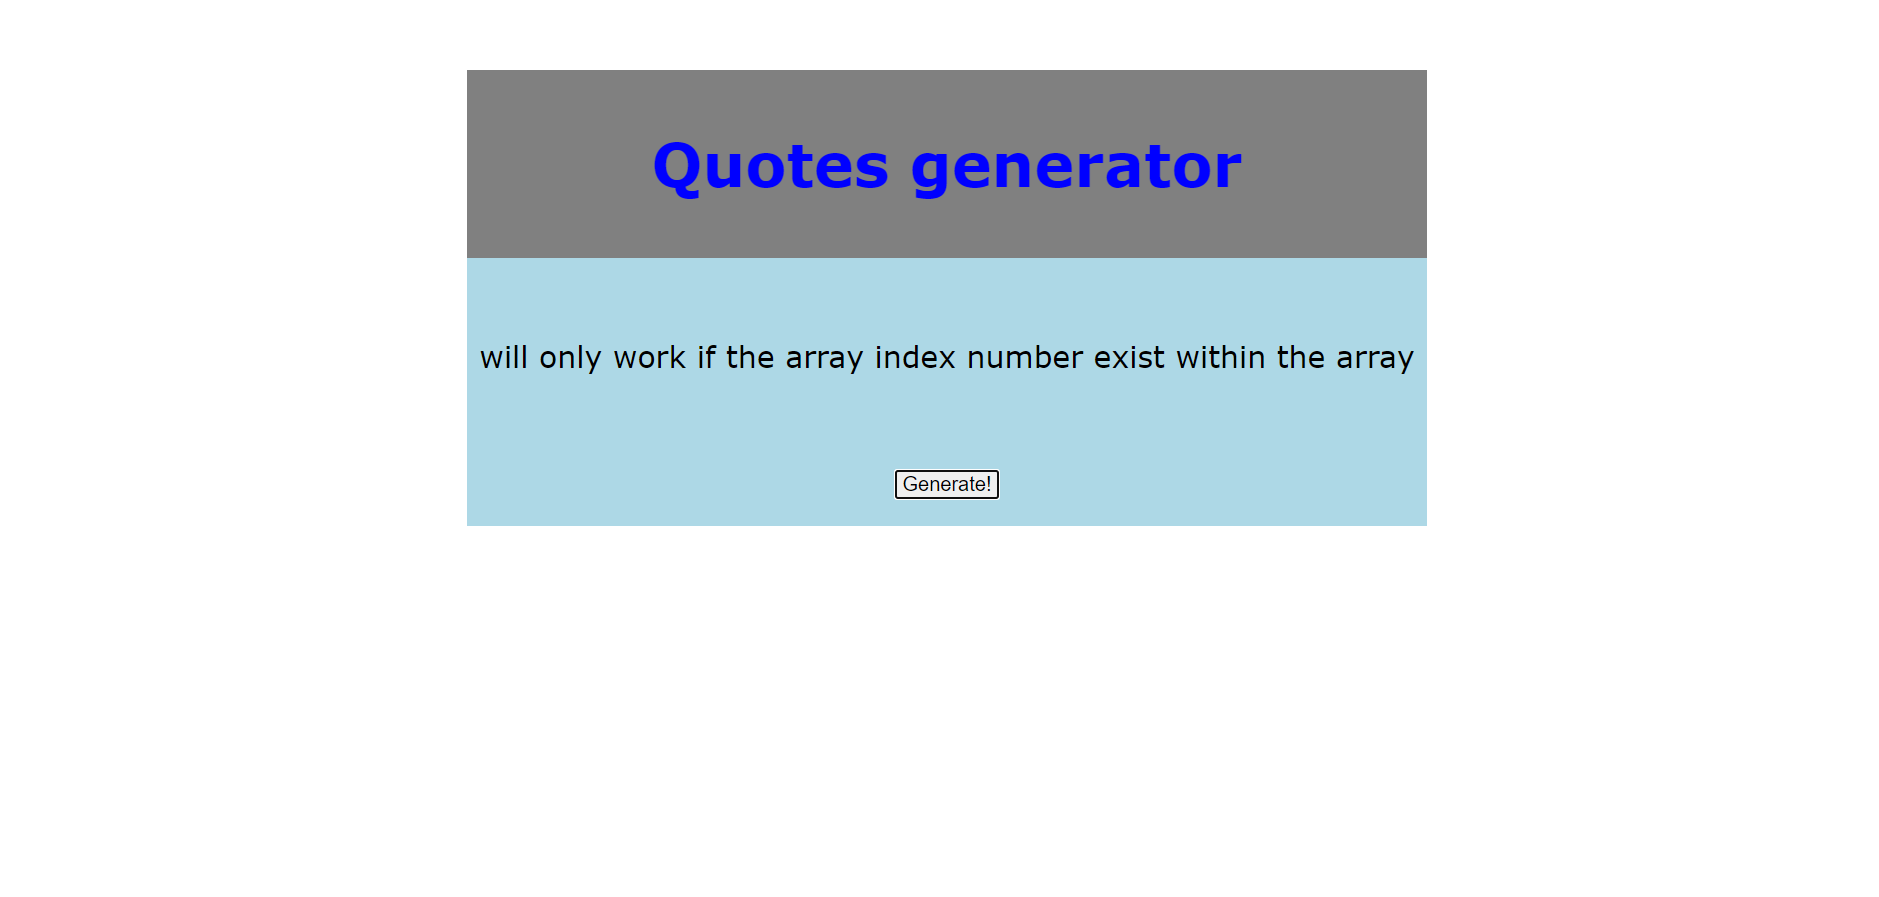 Quotes generator
will only work if the array index number exist within the array
Generate!